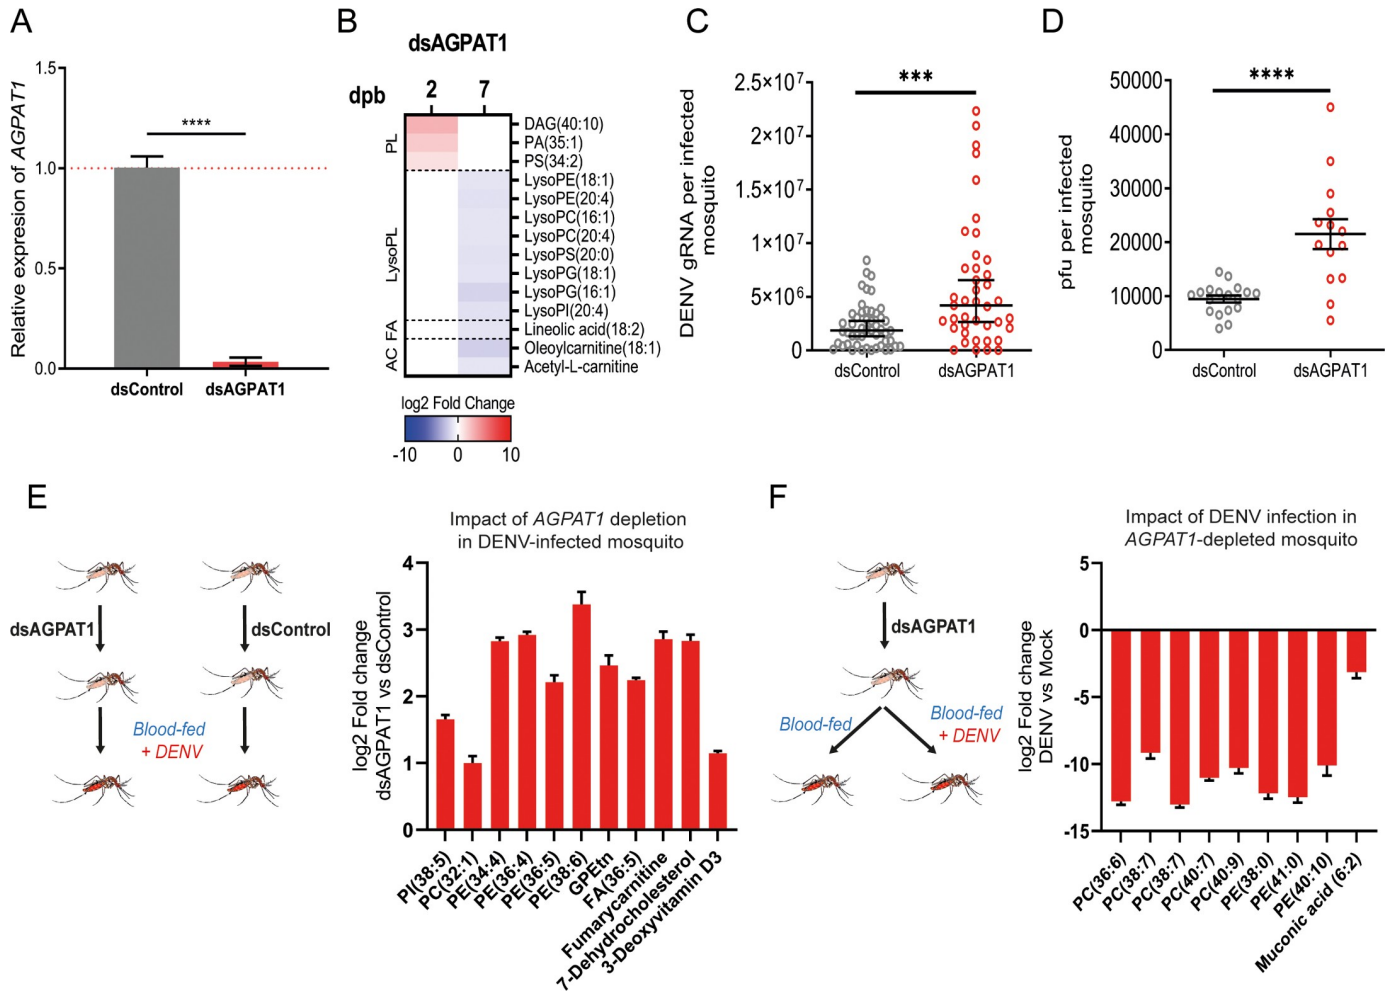 A
Relative expression of AGPAT1
1.5
1.0
0.5
0.0
****
dsControl
dsAGPAT1
B
dsAGPAT1
dpb
2
7
PL
LysoPL
FA
AC
DAG(40:10)
PA(35:1)
PS(34:2)
LysoPE(18:1)
LysoPE(20:4)
LysoPC(16:1)
LysoPC(20:4)
LysoPS(20:0)
LysoPG(18:1)
LysoPG(16:1)
LysoPI(20:4)
Lineolic acid(18:2)
Oleoylcarnitine(18:1)
Acetyl-L-carnitine
log2 Fold Change
-10
0
10
C
DENV gRNA per infected
mosquito
2.5×10⁷
2×10⁷
1.5×10⁷
1×10⁷
5×10⁶
0
***
dsControl
dsAGPAT1
D
pfu per infected
mosquito
50000
40000
30000
20000
10000
0
****
dsControl
dsAGPAT1
E
dsAGPAT1
dsControl
Blood-fed
+ DENV
Impact of AGPAT1 depletion
in DENV-infected mosquito
log2 Fold change
dsAGPAT1 vs dsControl
4
3
2
1
0
PI(38:5)
PC(32:1)
PE(34:4)
PE(36:4)
PE(36:5)
PE(38:6)
GPEtn
FA(36:5)
Fumarycarnitine
7-Dehydrocholesterol
3-Deoxyvitamin D3
F
dsAGPAT1
Blood-fed
Blood-fed
+ DENV
Impact of DENV infection in
AGPAT1-depleted mosquito
log2 Fold change
DENV vs Mock
5
0
-5
-10
-15
PC(36:6)
PC(38:7)
PC(38:7)
PC(40:7)
PC(40:9)
PE(38:0)
PE(41:0)
PE(40:10)
Muconic acid (6:2)